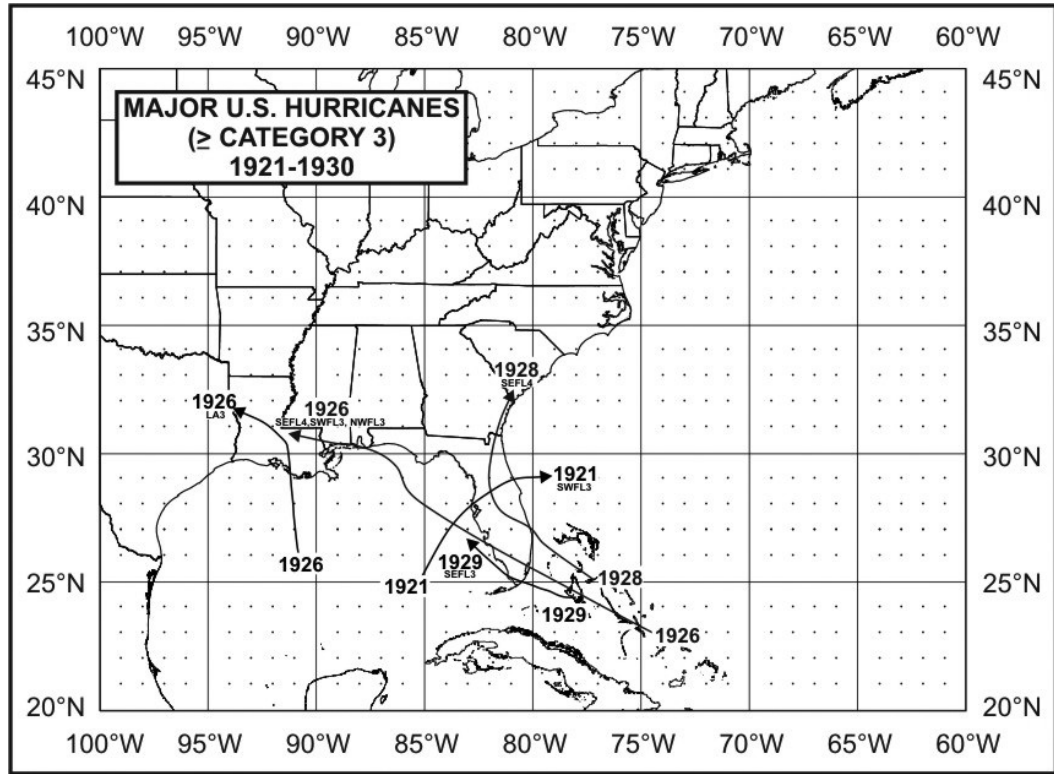 100°W 95°W 90°W 85°W 80°W 75°W 70°W 65°W 60°W
45°N 45°N
MAJOR U.S. HURRICANES
(≥ CATEGORY 3)
1921-1930
40°N 40°N
35°N 35°N
1928
SEFL4
1926
LA3
1926
SEFL4,SWFL3, NWFL3
30°N 30°N
1921
SWFL3
1929
SEFL3
1926
1921
1928
25°N 25°N
1929
1926
20°N 20°N
100°W 95°W 90°W 85°W 80°W 75°W 70°W 65°W 60°W